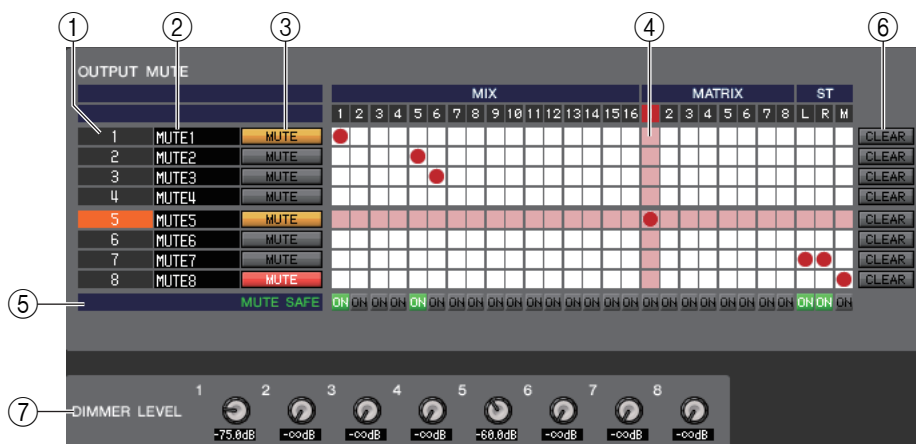 ① ② ③ ④ ⑥
OUTPUT MUTE
MIX MATRIX ST
1 2 3 4 5 6 7 8 9 10 11 12 13 14 15 16 2 3 4 5 6 7 8 L R M
1 MUTE1 MUTE CLEAR
2 MUTE2 MUTE CLEAR
3 MUTE3 MUTE CLEAR
4 MUTE4 MUTE CLEAR
5 MUTE5 MUTE CLEAR
6 MUTE6 MUTE CLEAR
7 MUTE7 MUTE CLEAR
8 MUTE8 MUTE CLEAR
⑤ MUTE SAFE ON ON ON ON ON ON ON ON ON ON ON ON ON ON ON ON ON ON ON ON ON ON ON ON ON ON ON
1 2 3 4 5 6 7 8
⑦ DIMMER LEVEL
-75.0dB -∞dB -∞dB -∞dB -60.0dB -∞dB -∞dB -∞dB